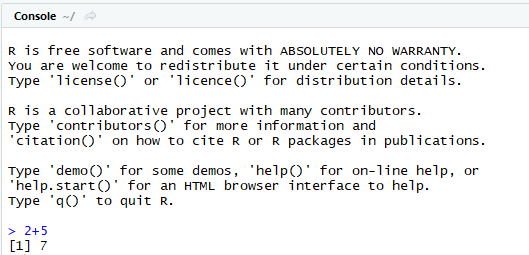 Console ~/
R is free software and comes with ABSOLUTELY NO WARRANTY.
You are welcome to redistribute it under certain conditions.
Type 'license()' or 'licence()' for distribution details.
R is a collaborative project with many contributors.
Type 'contributors()' for more information and
'citation()' on how to cite R or R packages in publications.
Type 'demo()' for some demos, 'help()' for on-line help, or
'help.start()' for an HTML browser interface to help.
Type 'q()' to quit R.
> 2+5
[1] 7